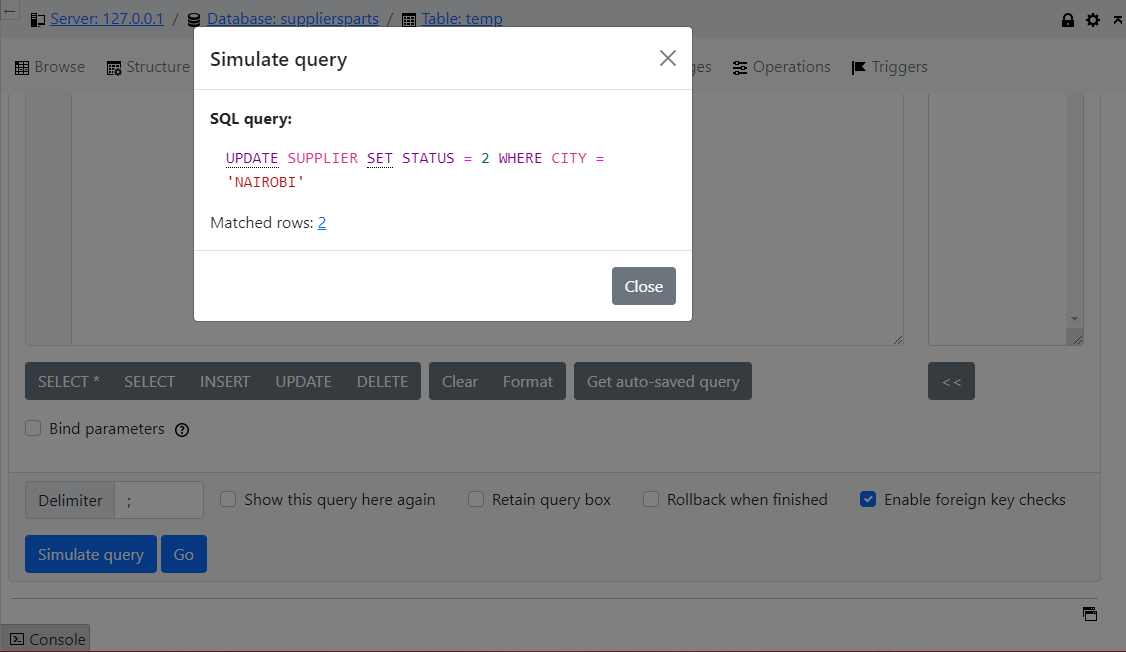 Server: 127.0.0.1 / Database: suppliersparts / Table: temp
Browse Structure Operations Triggers
Simulate query
SQL query:
UPDATE SUPPLIER SET STATUS = 2 WHERE CITY =
'NAIROBI'
Matched rows: 2
Close
SELECT * SELECT INSERT UPDATE DELETE Clear Format Get auto-saved query <<
Bind parameters
Delimiter ; Show this query here again Retain query box Rollback when finished Enable foreign key checks
Simulate query Go
Console